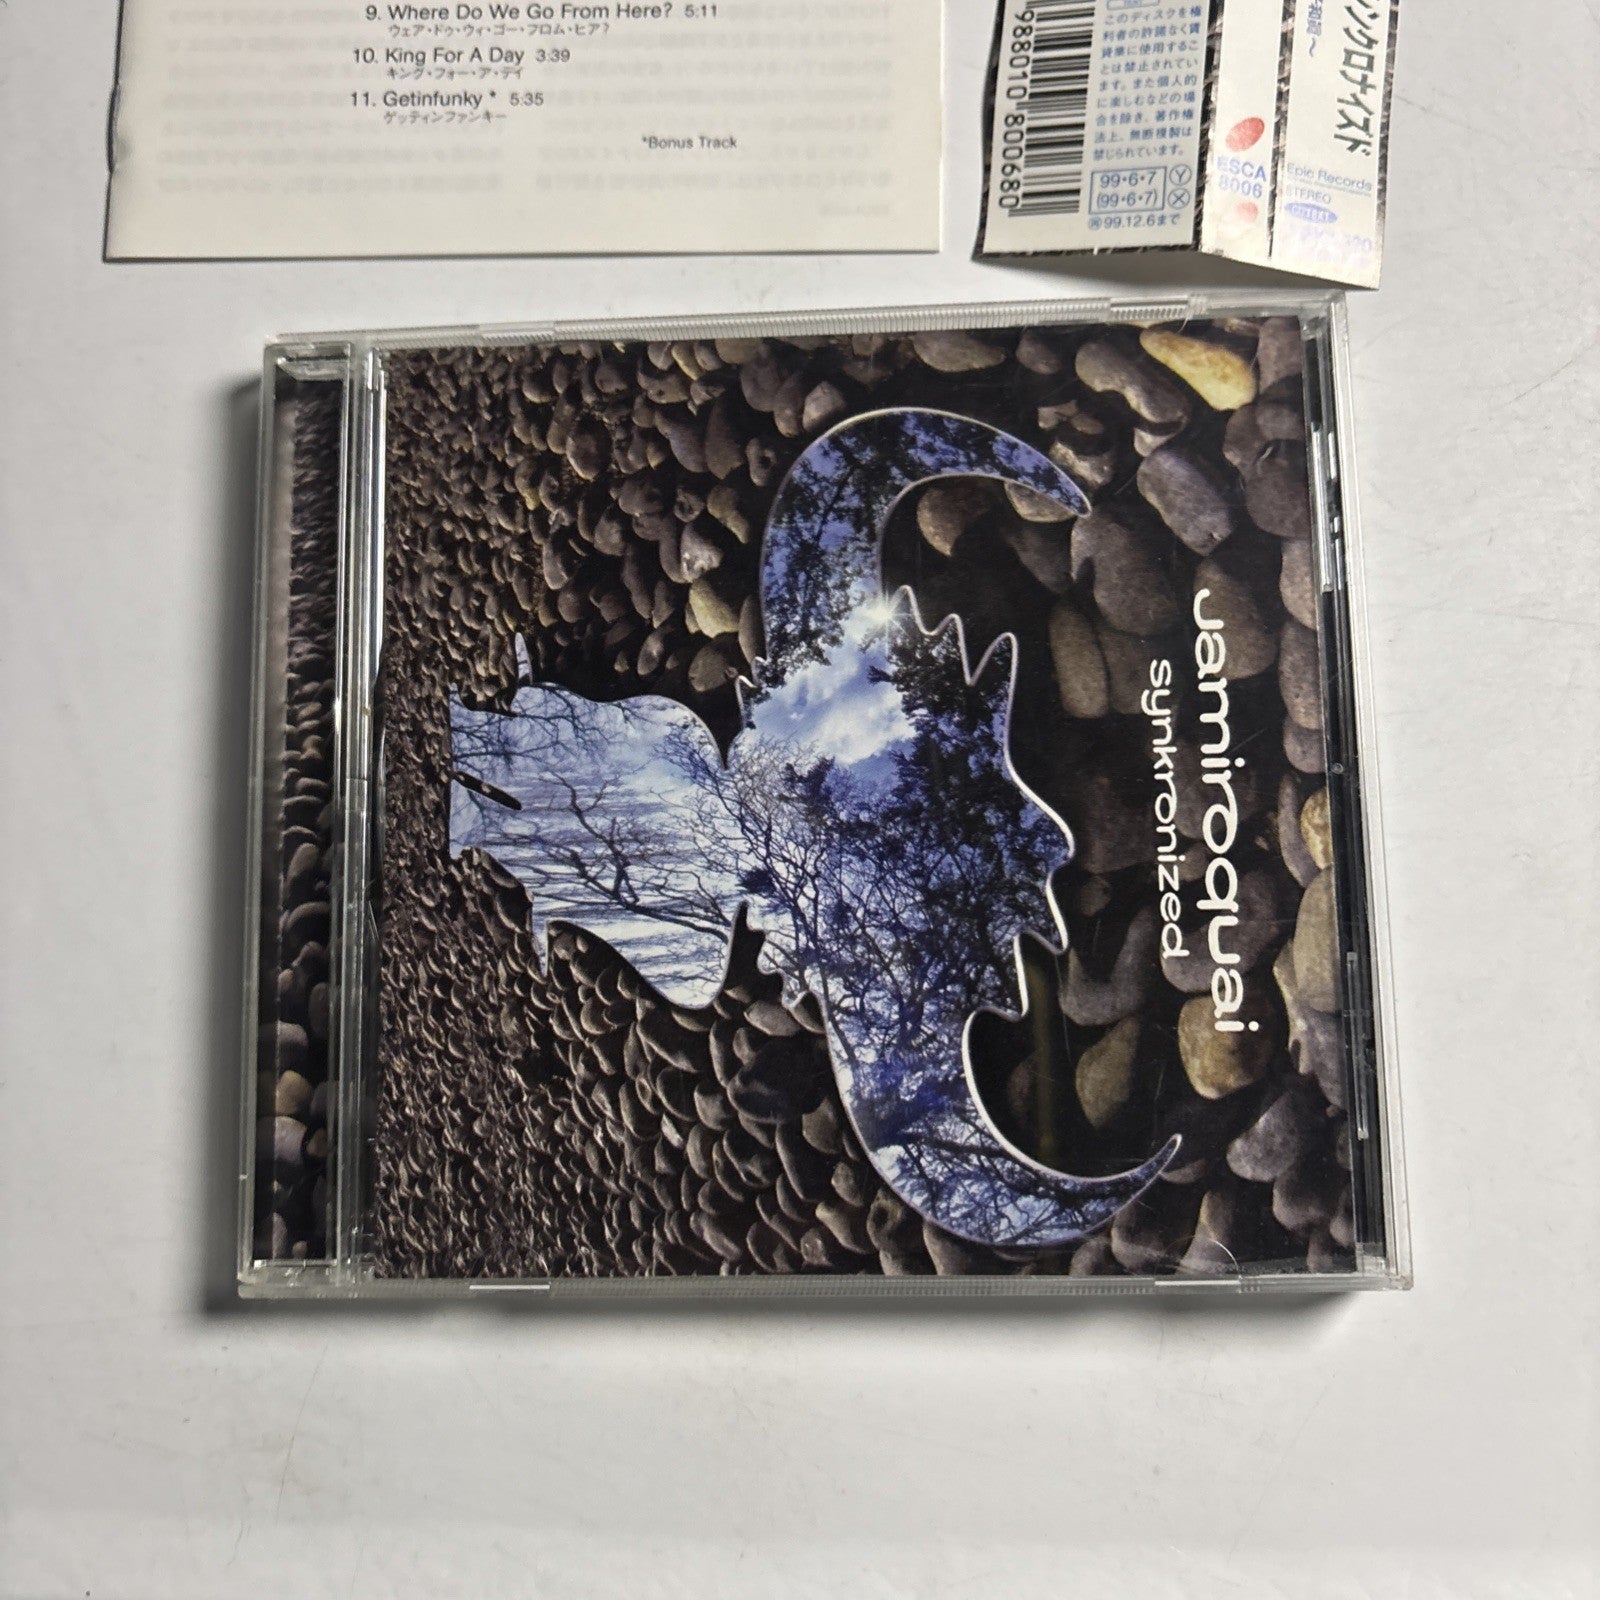 9. Where Do We Go From Here? 5:11
ウェア・ドゥ・ウィ・ゴー・フロム・ヒア?
10. King For A Day 3:39
キング・フォー・ア・デイ
11. Getinfunky * 5:35
ゲッティンファンキー
*Bonus Track
988010 800680
このディスクを権
利者の許諾なく賃
貸業に使用するこ
とは禁止されてい
ます。また個人的
に楽しむなどの場
合を除き、著作権
法上、無断複製は
禁じられています。
99・6・7 Ⓨ
(99・6・7) Ⓧ
99.12.6まで
ESCA
8006
ンクロナイズド
Epic Records
STEREO
Jamiroquai
Synkronized